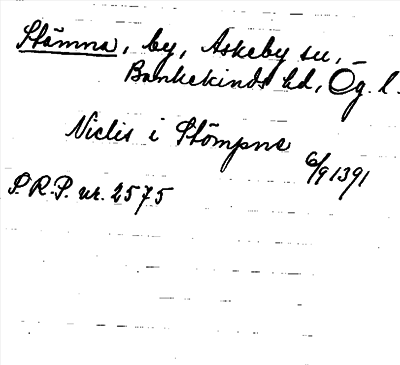 Stämna, by, Askeby sn,
Bankekinds hd, Ög. l.
Niclis i Stömpne
6/9 1391
S.R.P. nr. 2575